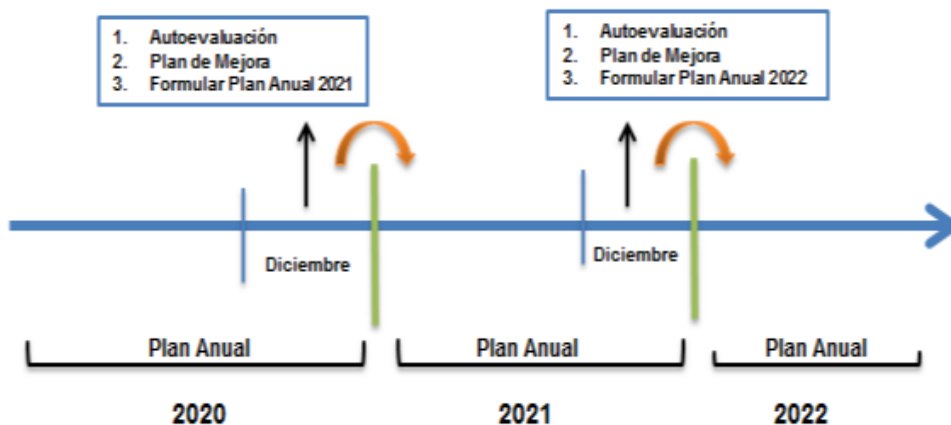 1. Autoevaluación
2. Plan de Mejora
3. Formular Plan Anual 2021
1. Autoevaluación
2. Plan de Mejora
3. Formular Plan Anual 2022
Diciembre
Diciembre
Plan Anual
Plan Anual
Plan Anual
2020
2021
2022